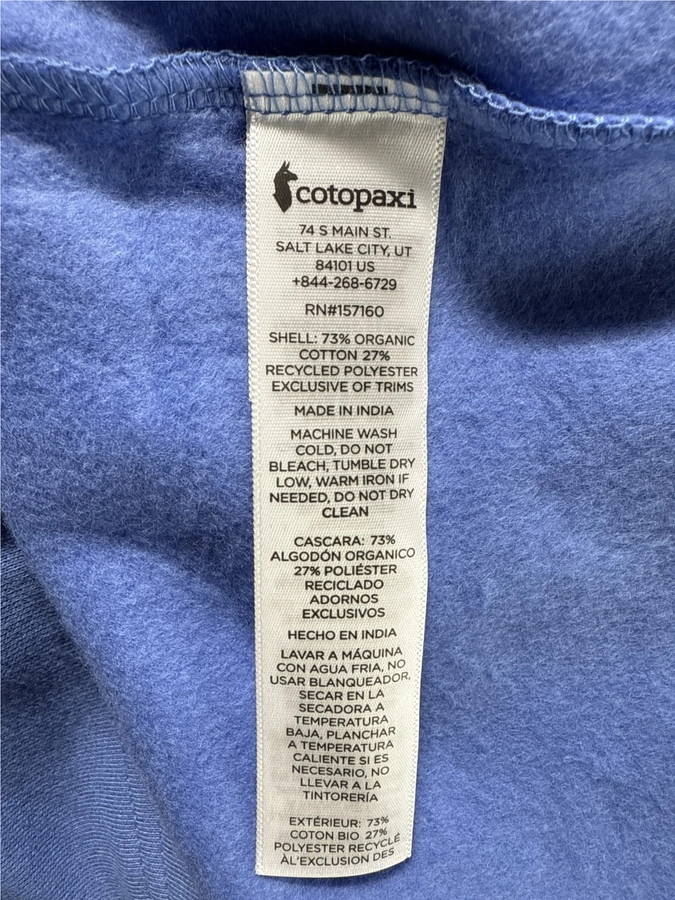 cotopaxi
74 S MAIN ST.
SALT LAKE CITY, UT
84101 US
+844-268-6729
RN#157160
SHELL: 73% ORGANIC
COTTON 27%
RECYCLED POLYESTER
EXCLUSIVE OF TRIMS
MADE IN INDIA
MACHINE WASH
COLD, DO NOT
BLEACH, TUMBLE DRY
LOW, WARM IRON IF
NEEDED, DO NOT DRY
CLEAN
CASCARA: 73%
ALGODÓN ORGANICO
27% POLIÉSTER
RECICLADO
ADORNOS
EXCLUSIVOS
HECHO EN INDIA
LAVAR A MÁQUINA
CON AGUA FRIA, NO
USAR BLANQUEADOR,
SECAR EN LA
SECADORA A
TEMPERATURA
BAJA, PLANCHAR
A TEMPERATURA
CALIENTE SI ES
NECESARIO, NO
LLEVAR A LA
TINTORERÍA
EXTÉRIEUR: 73%
COTON BIO 27%
POLYESTER RECYCLÉ
ÀL'EXCLUSION DES